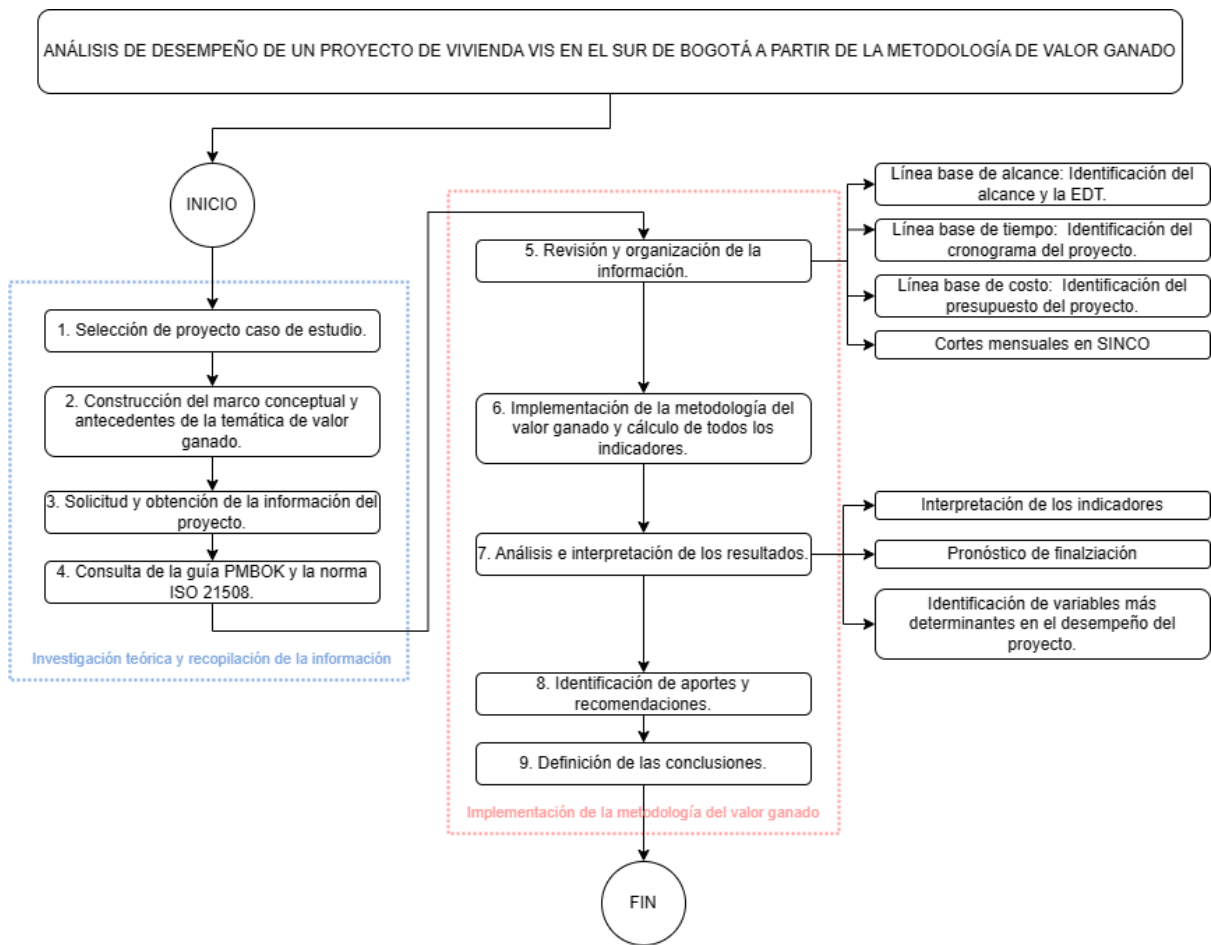 ANÁLISIS DE DESEMPEÑO DE UN PROYECTO DE VIVIENDA VIS EN EL SUR DE BOGOTÁ A PARTIR DE LA METODOLOGÍA DE VALOR GANADO
INICIO
1. Selección de proyecto caso de estudio.
2. Construcción del marco conceptual y
antecedentes de la temática de valor
ganado.
3. Solicitud y obtención de la información del
proyecto.
4. Consulta de la guía PMBOK y la norma
ISO 21508.
Investigación teórica y recopilación de la información
5. Revisión y organización de la
información.
Línea base de alcance: Identificación del
alcance y la EDT.
Línea base de tiempo: Identificación del
cronograma del proyecto.
Línea base de costo: Identificación del
presupuesto del proyecto.
Cortes mensuales en SINCO
6. Implementación de la metodología del
valor ganado y cálculo de todos los
indicadores.
7. Análisis e interpretación de los resultados.
Interpretación de los indicadores
Pronóstico de finalziación
Identificación de variables más
determinantes en el desempeño del
proyecto.
8. Identificación de aportes y
recomendaciones.
9. Definición de las conclusiones.
Implementación de la metodología del valor ganado
FIN